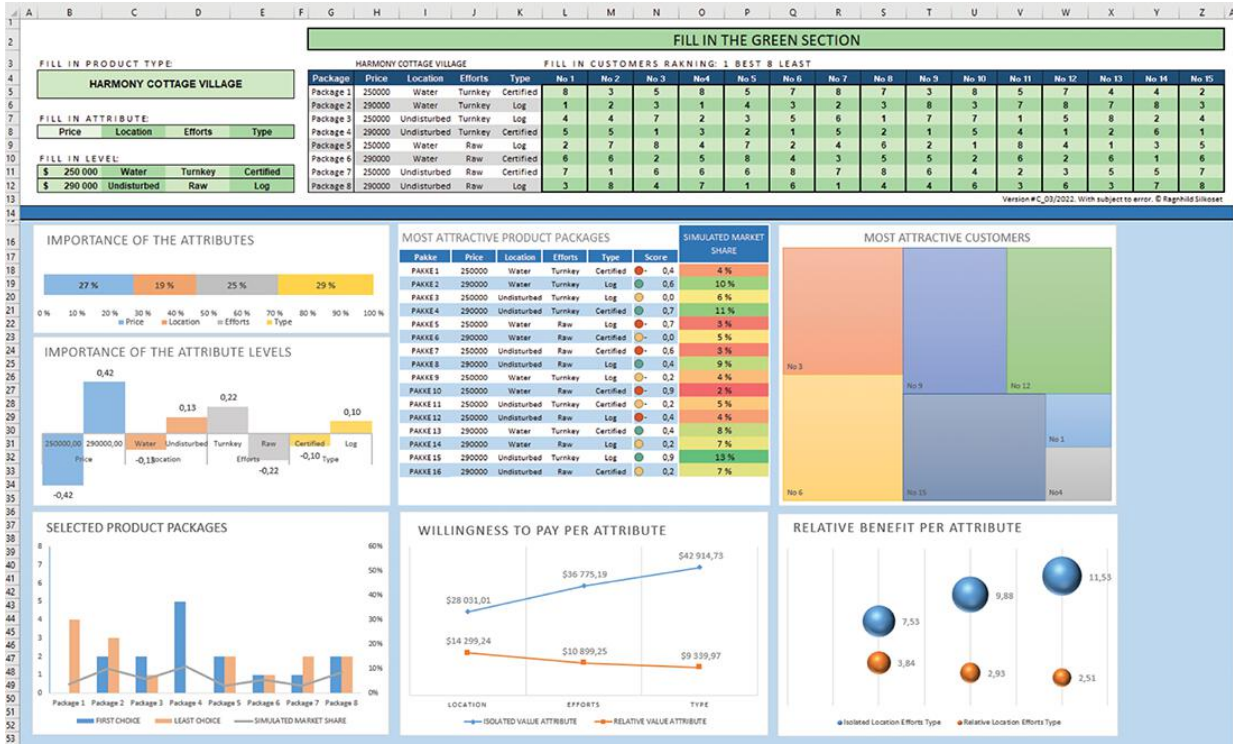 A B C D E F G H I J K L M N O P Q R S T U V W X Y Z
FILL IN THE GREEN SECTION
FILL IN PRODUCT TYPE:
HARMONY COTTAGE VILLAGE
FILL IN ATTRIBUTE:
Price Location Efforts Type
FILL IN LEVEL:
$ 250 000 Water Turnkey Certified
$ 290 000 Undisturbed Raw Log
HARMONY COTTAGE VILLAGE FILL IN CUSTOMERS RAKNING: 1 BEST 8 LEAST
Package Price Location Efforts Type No 1 No 2 No 3 No4 No 5 No 6 No 7 No 8 No 9 No 10 No 11 No 12 No 13 No 14 No 15
Package 1 250000 Water Turnkey Certified 8 3 5 8 5 7 8 7 3 8 5 7 4 4 2
Package 2 290000 Water Turnkey Log 1 2 3 1 4 3 2 3 8 3 7 8 7 8 3
Package 3 250000 Undisturbed Turnkey Log 4 4 7 2 3 5 6 1 7 7 1 5 8 2 4
Package 4 290000 Undisturbed Turnkey Certified 5 5 1 3 2 1 5 2 1 5 4 1 2 6 1
Package 5 250000 Water Raw Log 2 7 8 4 7 2 4 6 2 1 8 4 1 3 5
Package 6 290000 Water Raw Certified 6 6 2 5 8 4 3 5 5 2 6 2 6 1 6
Package 7 250000 Undisturbed Raw Certified 7 1 6 6 6 8 7 8 6 4 2 3 5 5 7
Package 8 290000 Undisturbed Raw Log 3 8 4 7 1 6 1 4 4 6 3 6 3 7 8
Version #C_03/2022. With subject to error. © Ragnhild Silkoset
IMPORTANCE OF THE ATTRIBUTES
27 % 19 % 25 % 29 %
0 % 10 % 20 % 30 % 40 % 50 % 60 % 70 % 80 % 90 % 100 %
Price Location Efforts Type
IMPORTANCE OF THE ATTRIBUTE LEVELS
0,42
0,13 0,22 0,10
250000,00 290000,00 Water Undisturbed Turnkey Raw Certified Log
Price Location Efforts Type
-0,42 -0,13 -0,22 -0,10
MOST ATTRACTIVE PRODUCT PACKAGES
SIMULATED MARKET SHARE
Pakke Price Location Efforts Type Score
PAKKE 1 250000 Water Turnkey Certified - 0,4 4 %
PAKKE 2 290000 Water Turnkey Log 0,6 10 %
PAKKE 3 250000 Undisturbed Turnkey Log 0,0 6 %
PAKKE 4 290000 Undisturbed Turnkey Certified 0,7 11 %
PAKKE 5 250000 Water Raw Log - 0,7 3 %
PAKKE 6 290000 Water Raw Certified - 0,0 5 %
PAKKE 7 250000 Undisturbed Raw Certified - 0,6 3 %
PAKKE 8 290000 Undisturbed Raw Log 0,4 9 %
PAKKE 9 250000 Water Turnkey Log - 0,2 4 %
PAKKE 10 250000 Water Raw Certified - 0,9 2 %
PAKKE 11 250000 Undisturbed Turnkey Certified - 0,2 5 %
PAKKE 12 250000 Undisturbed Raw Log - 0,4 4 %
PAKKE 13 290000 Water Turnkey Certified 0,4 8 %
PAKKE 14 290000 Water Raw Log 0,2 7 %
PAKKE 15 290000 Undisturbed Turnkey Log 0,9 13 %
PAKKE 16 290000 Undisturbed Raw Certified 0,2 7 %
MOST ATTRACTIVE CUSTOMERS
No 3
No 9
No 12
No 1
No 6
No 15
No4
SELECTED PRODUCT PACKAGES
8 7 6 5 4 3 2 1 0
60% 50% 40% 30% 20% 10% 0%
Package 1 Package 2 Package 3 Package 4 Package 5 Package 6 Package 7 Package 8
FIRST CHOICE LEAST CHOICE SIMULATED MARKET SHARE
WILLINGNESS TO PAY PER ATTRIBUTE
$28 031,01 $36 775,19 $42 914,73
$14 299,24 $10 899,25 $9 339,97
LOCATION EFFORTS TYPE
ISOLATED VALUE ATTRIBUTE RELATIVE VALUE ATTRIBUTE
RELATIVE BENEFIT PER ATTRIBUTE
7,53 9,88 11,53
3,84 2,93 2,51
Isolated Location Efforts Type Relative Location Efforts Type